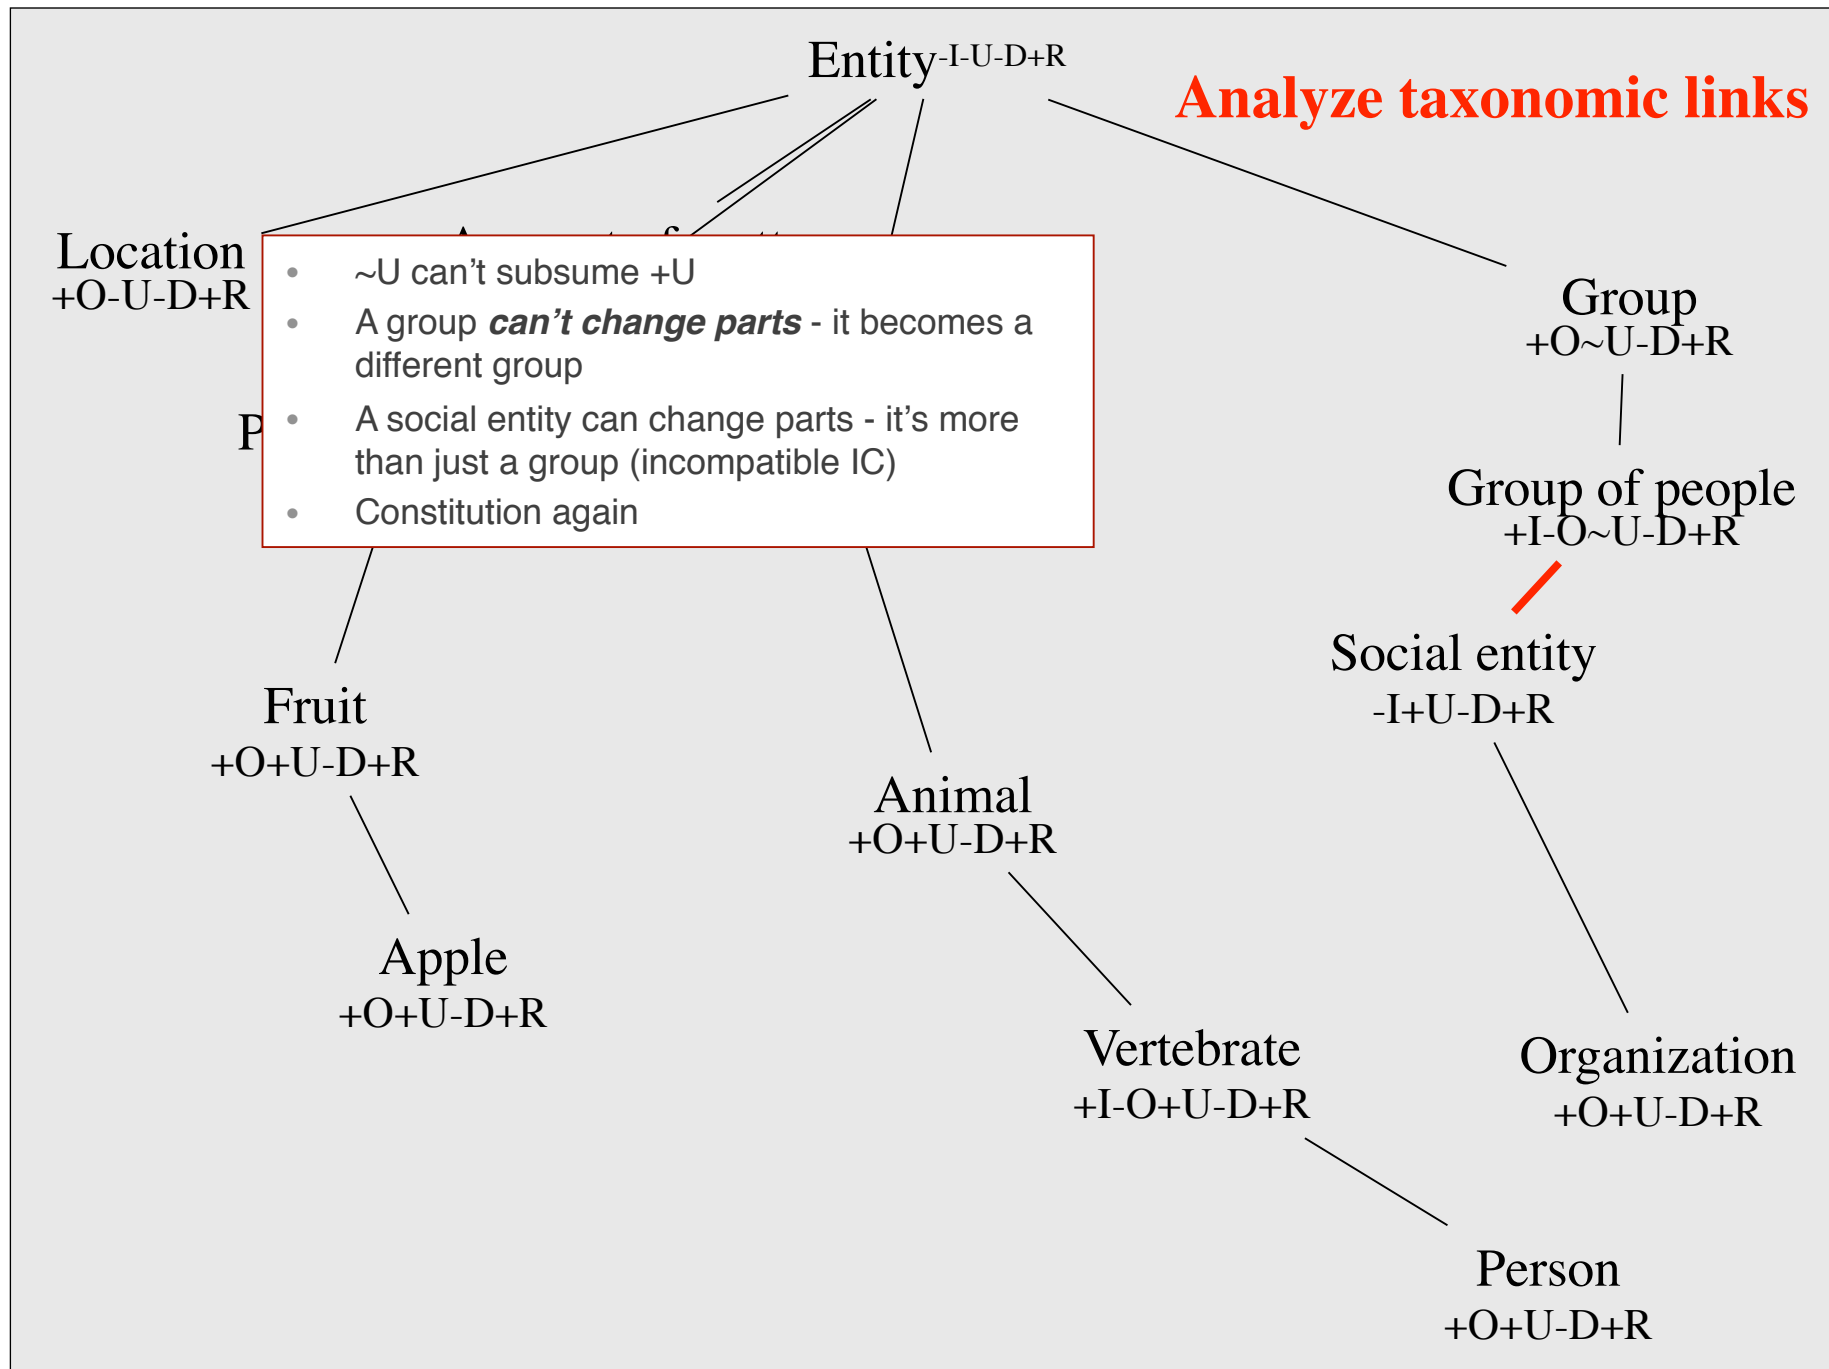 Entity-I-U-D+R
Analyze taxonomic links
Location
+O-U-D+R
• ~U can't subsume +U
• A group can't change parts - it becomes a
different group
• A social entity can change parts - it's more
than just a group (incompatible IC)
• Constitution again
Group
+O~U-D+R
Group of people
+I-O~U-D+R
Social entity
-I+U-D+R
Fruit
+O+U-D+R
Animal
+O+U-D+R
Apple
+O+U-D+R
Vertebrate
+I-O+U-D+R
Organization
+O+U-D+R
Person
+O+U-D+R